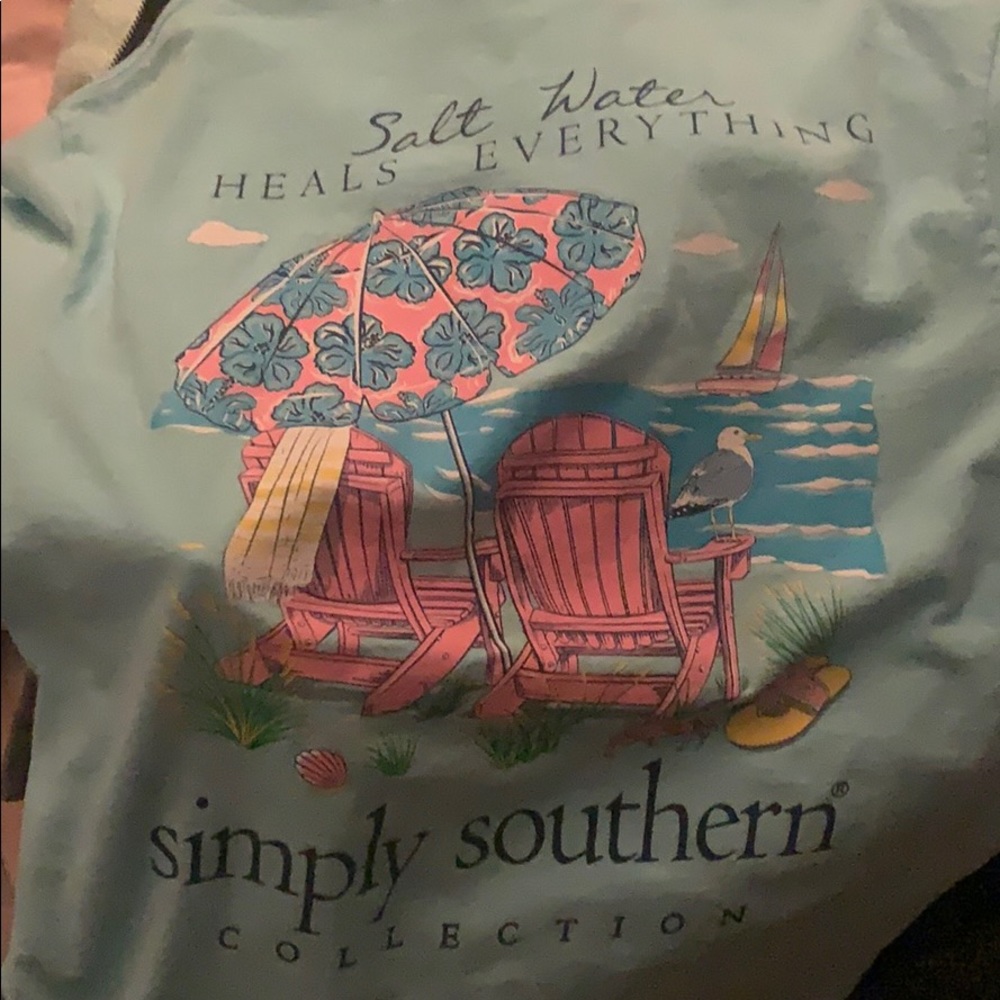 Salt Water
HEALS EVERYTHING
simply southern®
COLLECTION